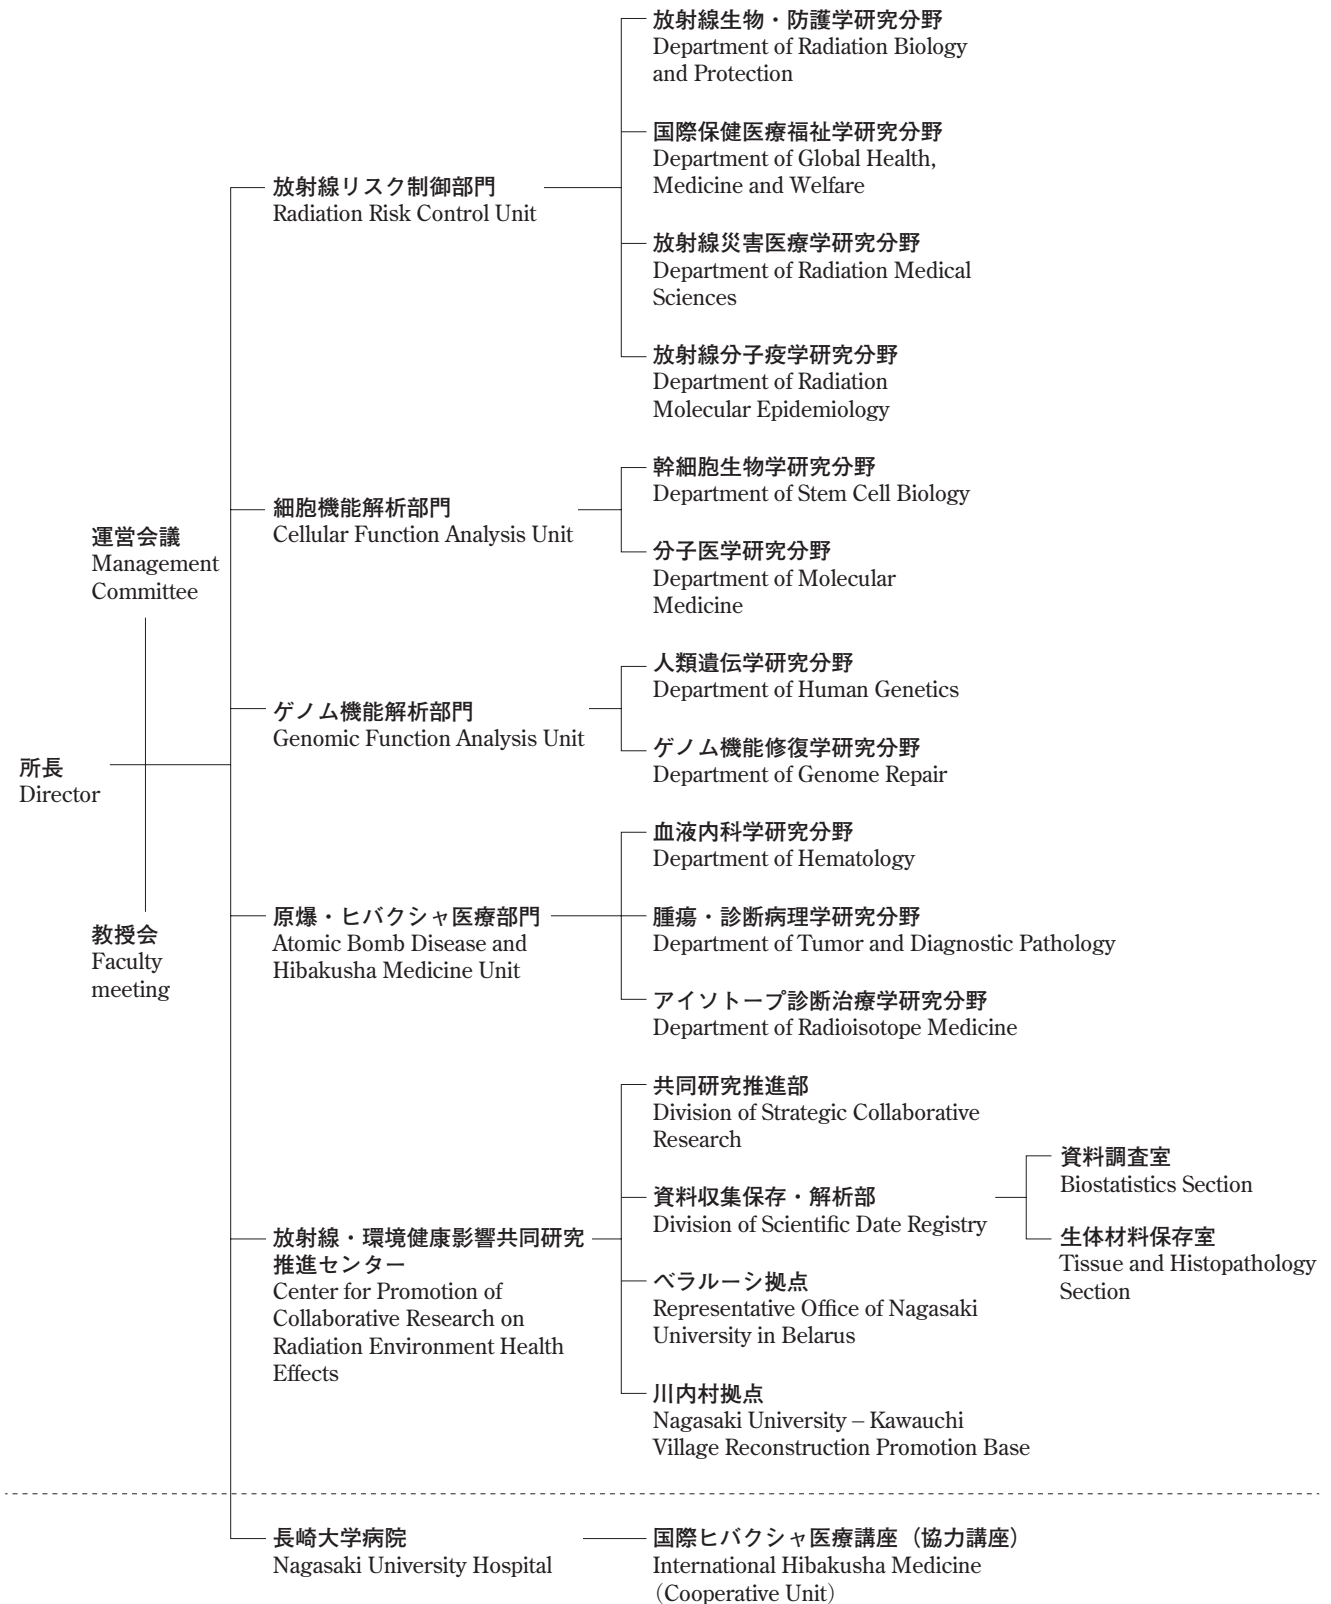 所長
Director
運営会議
Management
Committee
教授会
Faculty
meeting
放射線リスク制御部門
Radiation Risk Control Unit
放射線生物・防護学研究分野
Department of Radiation Biology
and Protection
国際保健医療福祉学研究分野
Department of Global Health,
Medicine and Welfare
放射線災害医療学研究分野
Department of Radiation Medical
Sciences
放射線分子疫学研究分野
Department of Radiation
Molecular Epidemiology
細胞機能解析部門
Cellular Function Analysis Unit
幹細胞生物学研究分野
Department of Stem Cell Biology
分子医学研究分野
Department of Molecular
Medicine
ゲノム機能解析部門
Genomic Function Analysis Unit
人類遺伝学研究分野
Department of Human Genetics
ゲノム機能修復学研究分野
Department of Genome Repair
原爆・ヒバクシャ医療部門
Atomic Bomb Disease and
Hibakusha Medicine Unit
血液内科学研究分野
Department of Hematology
腫瘍・診断病理学研究分野
Department of Tumor and Diagnostic Pathology
アイソトープ診断治療学研究分野
Department of Radioisotope Medicine
放射線・環境健康影響共同研究
推進センター
Center for Promotion of
Collaborative Research on
Radiation Environment Health
Effects
共同研究推進部
Division of Strategic Collaborative
Research
資料収集保存・解析部
Division of Scientific Date Registry
資料調査室
Biostatistics Section
生体材料保存室
Tissue and Histopathology
Section
ベラルーシ拠点
Representative Office of Nagasaki
University in Belarus
川内村拠点
Nagasaki University – Kawauchi
Village Reconstruction Promotion Base
長崎大学病院
Nagasaki University Hospital
国際ヒバクシャ医療講座（協力講座）
International Hibakusha Medicine
（Cooperative Unit）